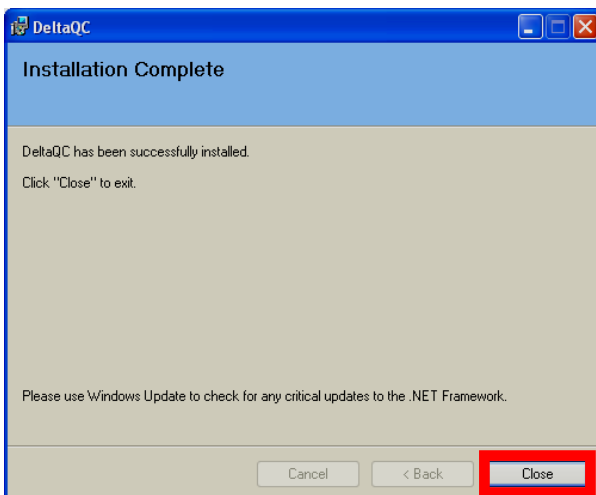 DeltaQC
Installation Complete
DeltaQC has been successfully installed.
Click "Close" to exit.
Please use Windows Update to check for any critical updates to the .NET Framework.
Cancel
< Back
Close